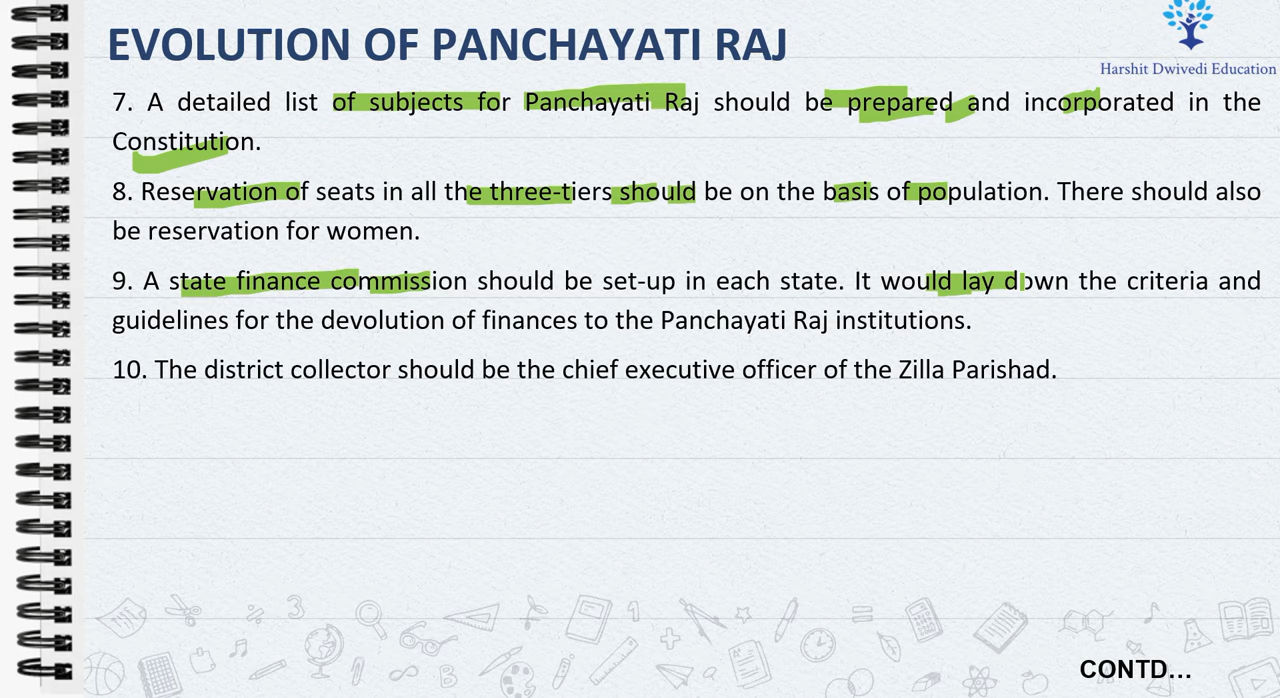 EVOLUTION OF PANCHAYATI RAJ
Harshit Dwivedi Education
7. A detailed list of subjects for Panchayati Raj should be prepared and incorporated in the
Constitution.
8. Reservation of seats in all the three-tiers should be on the basis of population. There should also
be reservation for women.
9. A state finance commission should be set-up in each state. It would lay down the criteria and
guidelines for the devolution of finances to the Panchayati Raj institutions.
10. The district collector should be the chief executive officer of the Zilla Parishad.
CONTD...